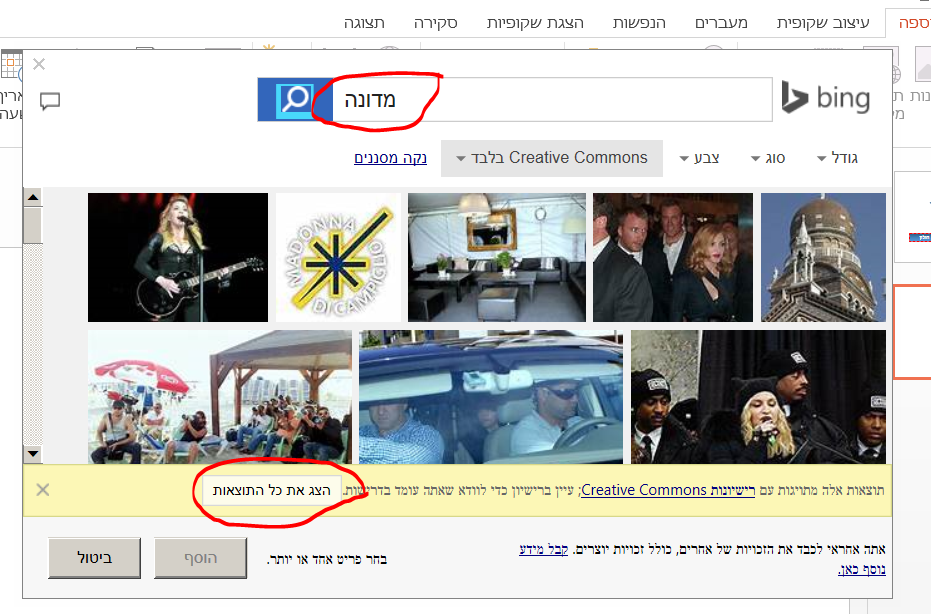 וספה
עיצוב שקופית
מעברים
הנפשות
הצגת שקופיות
סקירה
תצוגה
מדונה
bing
גודל
סוג
צבע
Creative Commons בלבד
נקה מסננים
MADONNA
DI CAMPIGLIO
תוצאות אלה מתויגות עם רישיונות Creative Commons; עיין ברישיון כדי לוודא שאתה עומד בדרישות.
הצג את כל התוצאות
אתה אחראי לכבד את הזכויות של אחרים, כולל זכויות יוצרים. קבל מידע
נוסף כאן.
בחר פריט אחד או יותר.
הוסף
ביטול